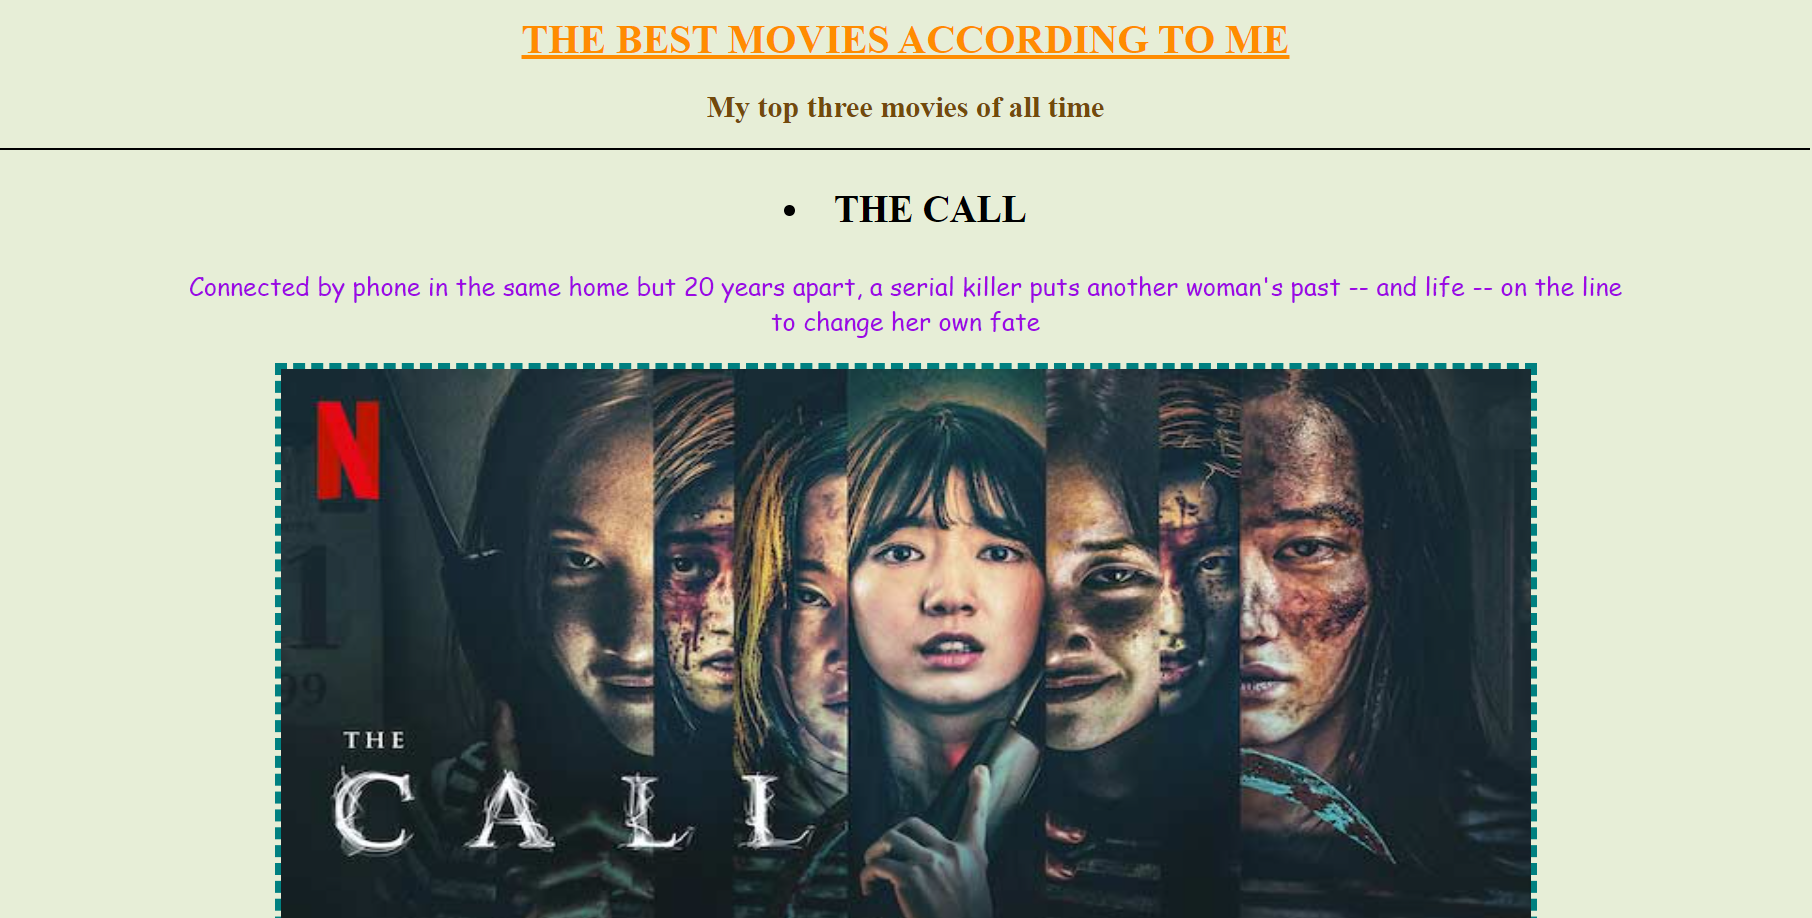 THE BEST MOVIES ACCORDING TO ME
My top three movies of all time
THE CALL
Connected by phone in the same home but 20 years apart, a serial killer puts another woman's past -- and life -- on the line
to change her own fate
N
1
99
THE
CALL